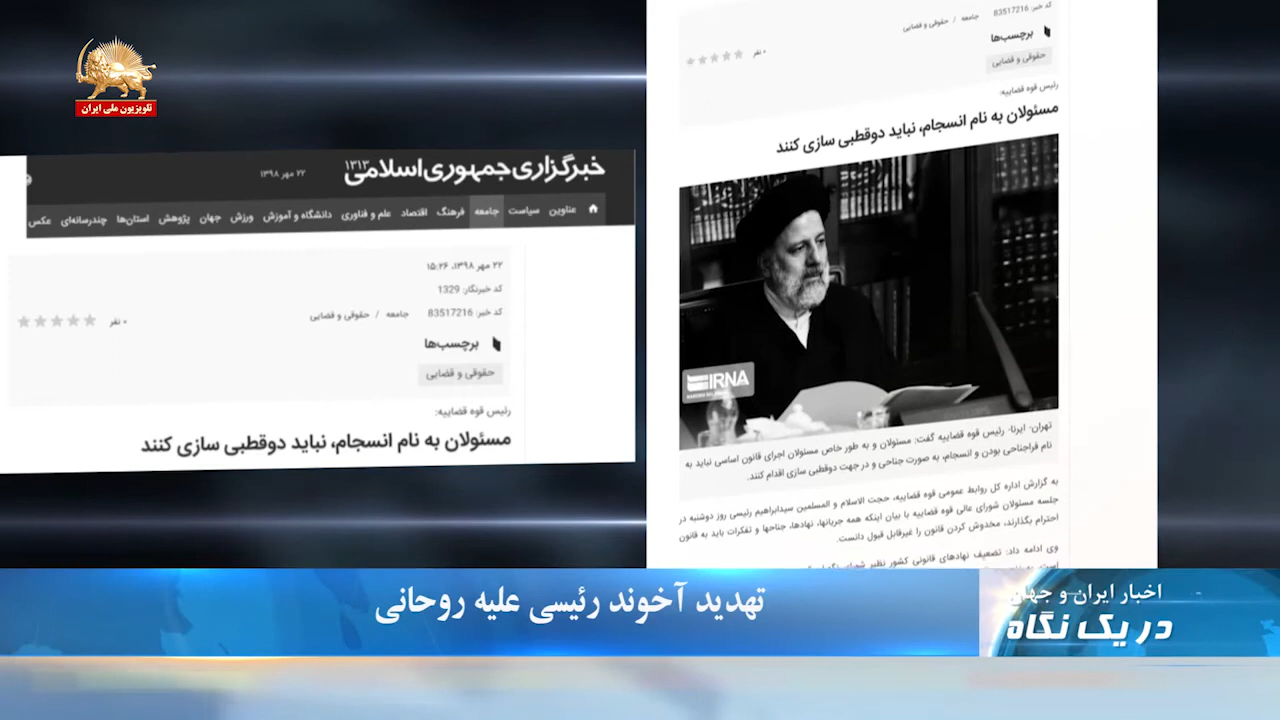 تلویزیون ملی ایران
خبرگزاری جمهوری اسلامی ۱۳۱۳
۲۲ مهر ۱۳۹۸
عناوین سیاست جامعه فرهنگ اقتصاد علم و فناوری دانشگاه و آموزش ورزش جهان پژوهش استان‌ها چندرسانه‌ای عکس
۲۲ مهر ۱۳۹۸، ۱۵:۲۶
کد خبرنگار: 1329
کد خبر: 83517216
جامعه / حقوقی و قضایی
۰ نفر
برچسب‌ها
حقوقی و قضایی
رئیس قوه قضاییه:
مسئولان به نام انسجام، نباید دوقطبی سازی کنند
کد خبر: 83517216
جامعه / حقوقی و قضایی
۰ نفر
برچسب‌ها
حقوقی و قضایی
رئیس قوه قضاییه:
مسئولان به نام انسجام، نباید دوقطبی سازی کنند
IRNA
تهران- ایرنا- رئیس قوه قضاییه گفت: مسئولان و به طور خاص مسئولان اجرای قانون اساسی نباید به
نام فراجناحی بودن و انسجام، به صورت جناحی و در جهت دوقطبی سازی اقدام کنند.
به گزارش اداره کل روابط عمومی قوه قضاییه، حجت الاسلام و المسلمین سیدابراهیم رئیسی روز دوشنبه در
جلسه مسئولان شورای عالی قوه قضاییه با بیان اینکه همه جریانها، نهادها، جناحها و تفکرات باید به قانون
احترام بگذارند، مخدوش کردن قانون را غیرقابل قبول دانست.
وی ادامه داد: تضعیف نهادهای قانونی کشور نظیر شورای
تهدید آخوند رئیسی علیه روحانی
اخبار ایران و جهان
در یک نگاه